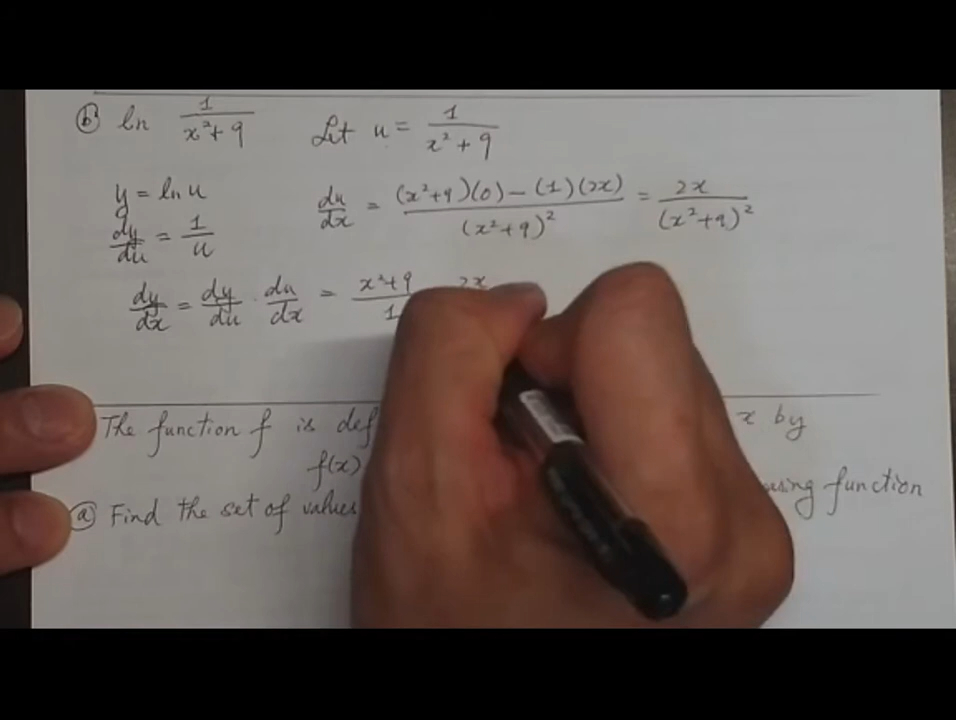 ⓑ ln 1/(x²+9) Let u = 1/(x²+9)
y = ln u du/dx = ((x²+9)(0) − (1)(2x))/(x²+9)² = 2x/(x²+9)²
dy/du = 1/u
dy/dx = dy/du · du/dx = (x²+9)/1 2x
The function f is def x by
f(x)
using function
ⓐ Find the set of values